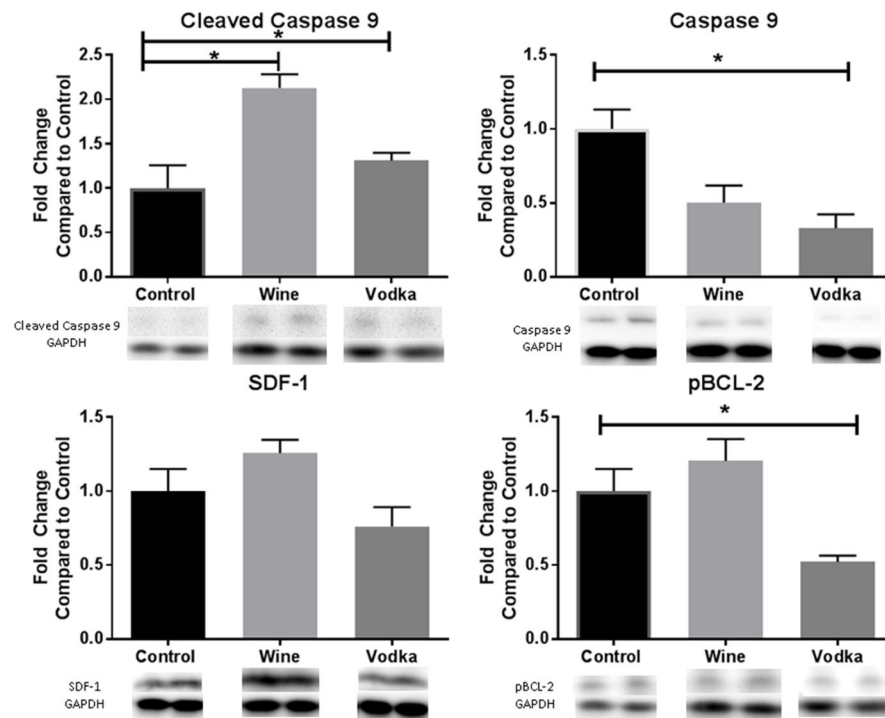 Cleaved Caspase 9
*
*
Fold Change
Compared to Control
2.5
2.0
1.5
1.0
0.5
0.0
Control Wine Vodka
Cleaved Caspase 9
GAPDH
Caspase 9
*
Fold Change
Compared to Control
1.5
1.0
0.5
0.0
Control Wine Vodka
Caspase 9
GAPDH
SDF-1
Fold Change
Compared to Control
1.5
1.0
0.5
0.0
Control Wine Vodka
SDF-1
GAPDH
pBCL-2
*
Fold Change
Compared to Control
1.5
1.0
0.5
0.0
Control Wine Vodka
pBCL-2
GAPDH